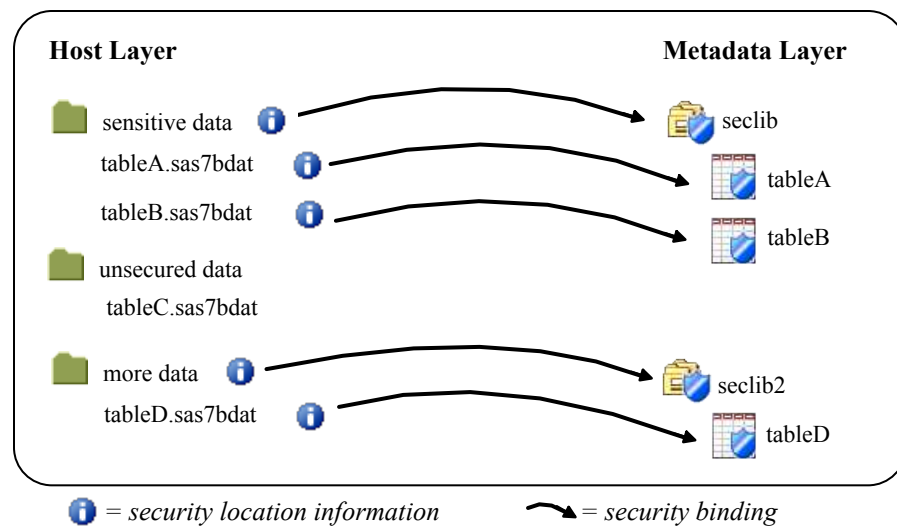 Host Layer
Metadata Layer
sensitive data
seclib
tableA.sas7bdat
tableA
tableB.sas7bdat
tableB
unsecured data
tableC.sas7bdat
more data
seclib2
tableD.sas7bdat
tableD
= security location information
= security binding